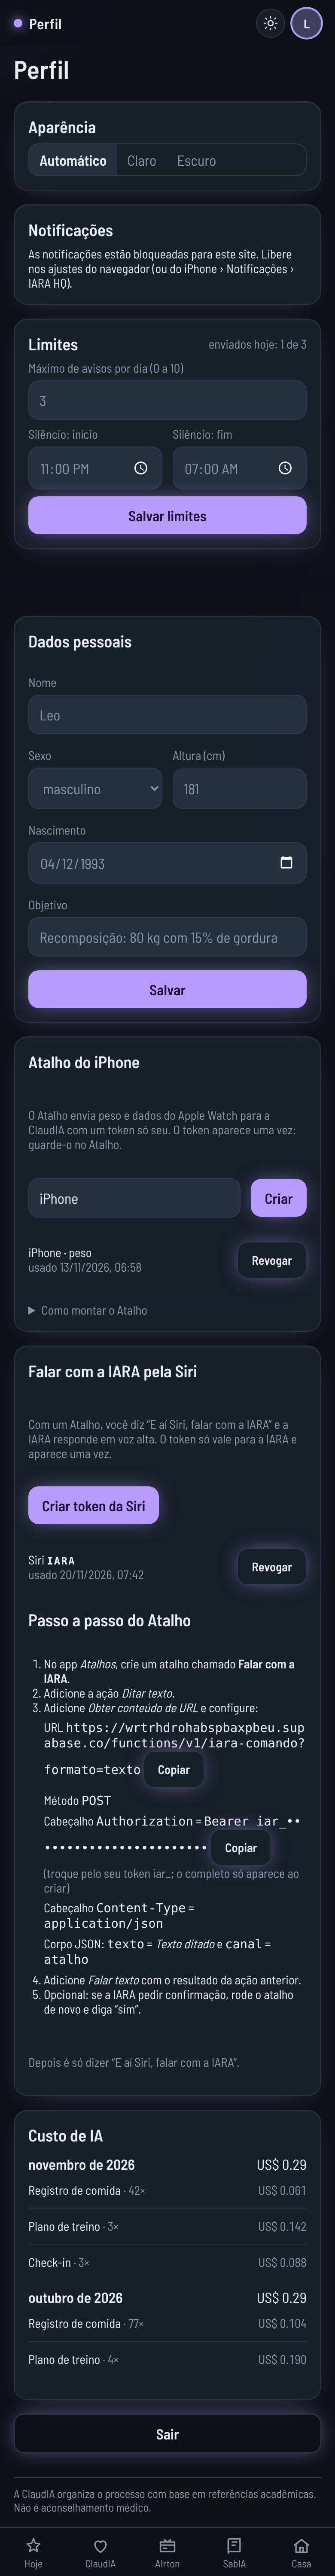 Perfil
L
Perfil
Aparência
Automático Claro Escuro
Notificações
As notificações estão bloqueadas para este site. Libere
nos ajustes do navegador (ou do iPhone › Notificações ›
IARA HQ).
Limites enviados hoje: 1 de 3
Máximo de avisos por dia (0 a 10)
3
Silêncio: início Silêncio: fim
11:00 PM 07:00 AM
Salvar limites
Dados pessoais
Nome
Leo
Sexo Altura (cm)
masculino 181
Nascimento
04/12/1993
Objetivo
Recomposição: 80 kg com 15% de gordura
Salvar
Atalho do iPhone
O Atalho envia peso e dados do Apple Watch para a
ClaudIA com um token só seu. O token aparece uma vez:
guarde-o no Atalho.
iPhone Criar
iPhone · peso
usado 13/11/2026, 06:58
Revogar
Como montar o Atalho
Falar com a IARA pela Siri
Com um Atalho, você diz “E aí Siri, falar com a IARA” e a
IARA responde em voz alta. O token só vale para a IARA e
aparece uma vez.
Criar token da Siri
Siri IARA
usado 20/11/2026, 07:42
Revogar
Passo a passo do Atalho
1. No app Atalhos, crie um atalho chamado Falar com a
IARA.
2. Adicione a ação Ditar texto.
3. Adicione Obter conteúdo de URL e configure:
URL https://wrtrhdrohabspbaxpbeu.sup
abase.co/functions/v1/iara-comando?
formato=texto Copiar
Método POST
Cabeçalho Authorization = Bearer iar_••
•••••••••••••••••••••• Copiar
(troque pelo seu token iar_; o completo só aparece ao
criar)
Cabeçalho Content-Type =
application/json
Corpo JSON: texto = Texto ditado e canal =
atalho
4. Adicione Falar texto com o resultado da ação anterior.
5. Opcional: se a IARA pedir confirmação, rode o atalho
de novo e diga “sim”.
Depois é só dizer “E aí Siri, falar com a IARA”.
Custo de IA
novembro de 2026 US$ 0.29
Registro de comida · 42× US$ 0.061
Plano de treino · 3× US$ 0.142
Check-in · 3× US$ 0.088
outubro de 2026 US$ 0.29
Registro de comida · 77× US$ 0.104
Plano de treino · 4× US$ 0.190
Sair
A ClaudIA organiza o processo com base em referências acadêmicas.
Não é aconselhamento médico.
Hoje ClaudIA AIrton SabIA Casa